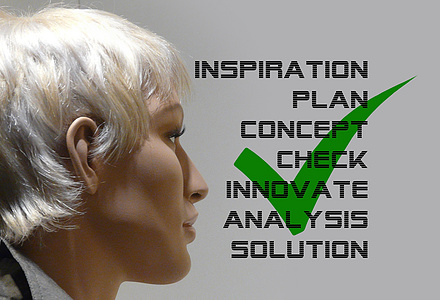 INSPIRATION
PLAN
CONCEPT
CHECK
INNOVATE
ANALYSIS
SOLUTION